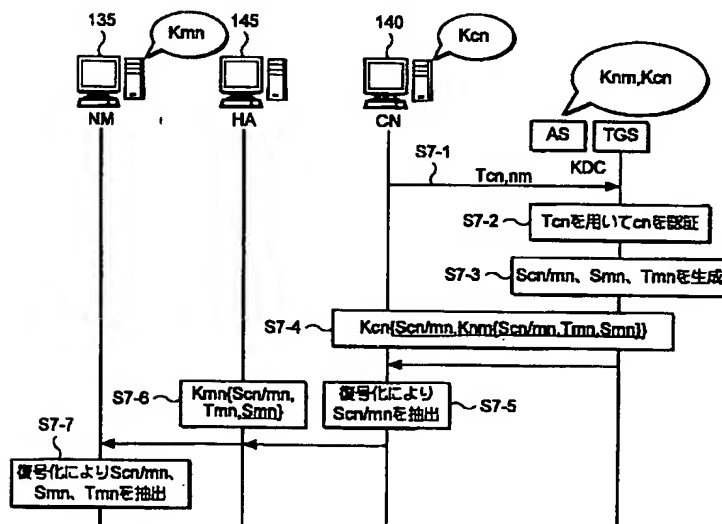 135
Kmn
145
140
Kcn
Knm,Kcn
NM
HA
CN
AS
TGS
KDC
S7-1
Tcn,nm
S7-2
Tcnを用いてcnを認証
S7-3
Scn/mn、Smn、Tmnを生成
S7-4
Kcn{Scn/mn,Knm{Scn/mn,Tmn,Smn}}
S7-6
Kmn{Scn/mn,
Tmn,Smn}
復号化により
Scn/mnを抽出
S7-5
S7-7
復号化によりScn/mn、
Smn、Tmnを抽出